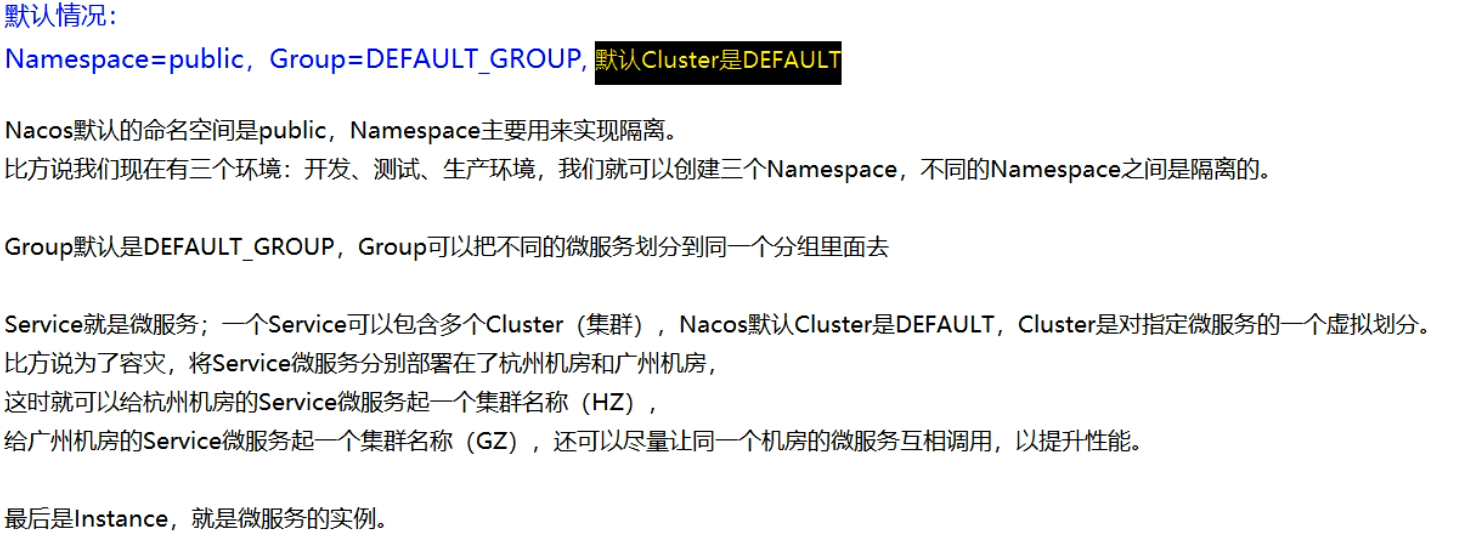 默认情况：
Namespace=public，Group=DEFAULT_GROUP, 默认Cluster是DEFAULT
Nacos默认的命名空间是public，Namespace主要用来实现隔离。
比方说我们现在有三个环境：开发、测试、生产环境，我们就可以创建三个Namespace，不同的Namespace之间是隔离的。
Group默认是DEFAULT_GROUP，Group可以把不同的微服务划分到同一个分组里面去
Service就是微服务；一个Service可以包含多个Cluster（集群），Nacos默认Cluster是DEFAULT，Cluster是对指定微服务的一个虚拟划分。
比方说为了容灾，将Service微服务分别部署在了杭州机房和广州机房，
这时就可以给杭州机房的Service微服务起一个集群名称（HZ），
给广州机房的Service微服务起一个集群名称（GZ），还可以尽量让同一个机房的微服务互相调用，以提升性能。
最后是Instance，就是微服务的实例。